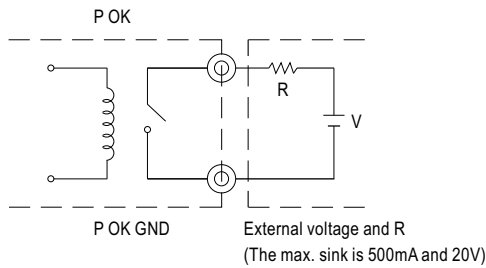 P OK
R
V
P OK GND
External voltage and R
(The max. sink is 500mA and 20V)